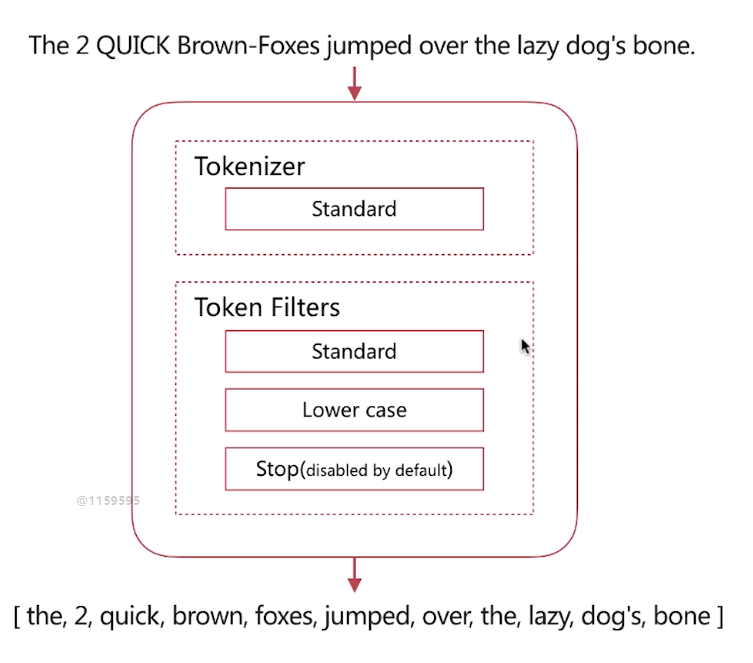 The 2 QUICK Brown-Foxes jumped over the lazy dog's bone.
Tokenizer
Standard
Token Filters
Standard
Lower case
Stop(disabled by default)
@1159595
[ the, 2, quick, brown, foxes, jumped, over, the, lazy, dog's, bone ]